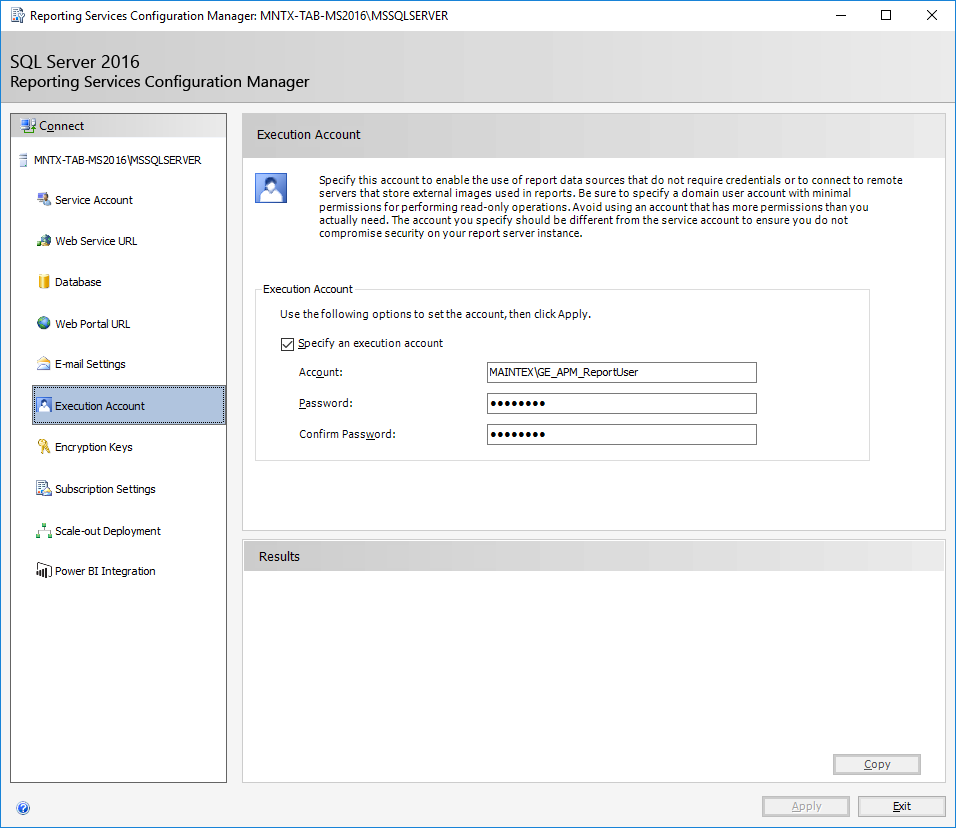 Reporting Services Configuration Manager: MNTX-TAB-MS2016\MSSQLSERVER
SQL Server 2016
Reporting Services Configuration Manager
Connect
MNTX-TAB-MS2016\MSSQLSERVER
Service Account
Web Service URL
Database
Web Portal URL
E-mail Settings
Execution Account
Encryption Keys
Subscription Settings
Scale-out Deployment
Power BI Integration
Execution Account
Specify this account to enable the use of report data sources that do not require credentials or to connect to remote
servers that store external images used in reports. Be sure to specify a domain user account with minimal
permissions for performing read-only operations. Avoid using an account that has more permissions than you
actually need. The account you specify should be different from the service account to ensure you do not
compromise security on your report server instance.
Execution Account
Use the following options to set the account, then click Apply.
Specify an execution account
Account:
MAINTEX\GE_APM_ReportUser
Password:
●●●●●●●●
Confirm Password:
●●●●●●●●
Results
Copy
Apply
Exit